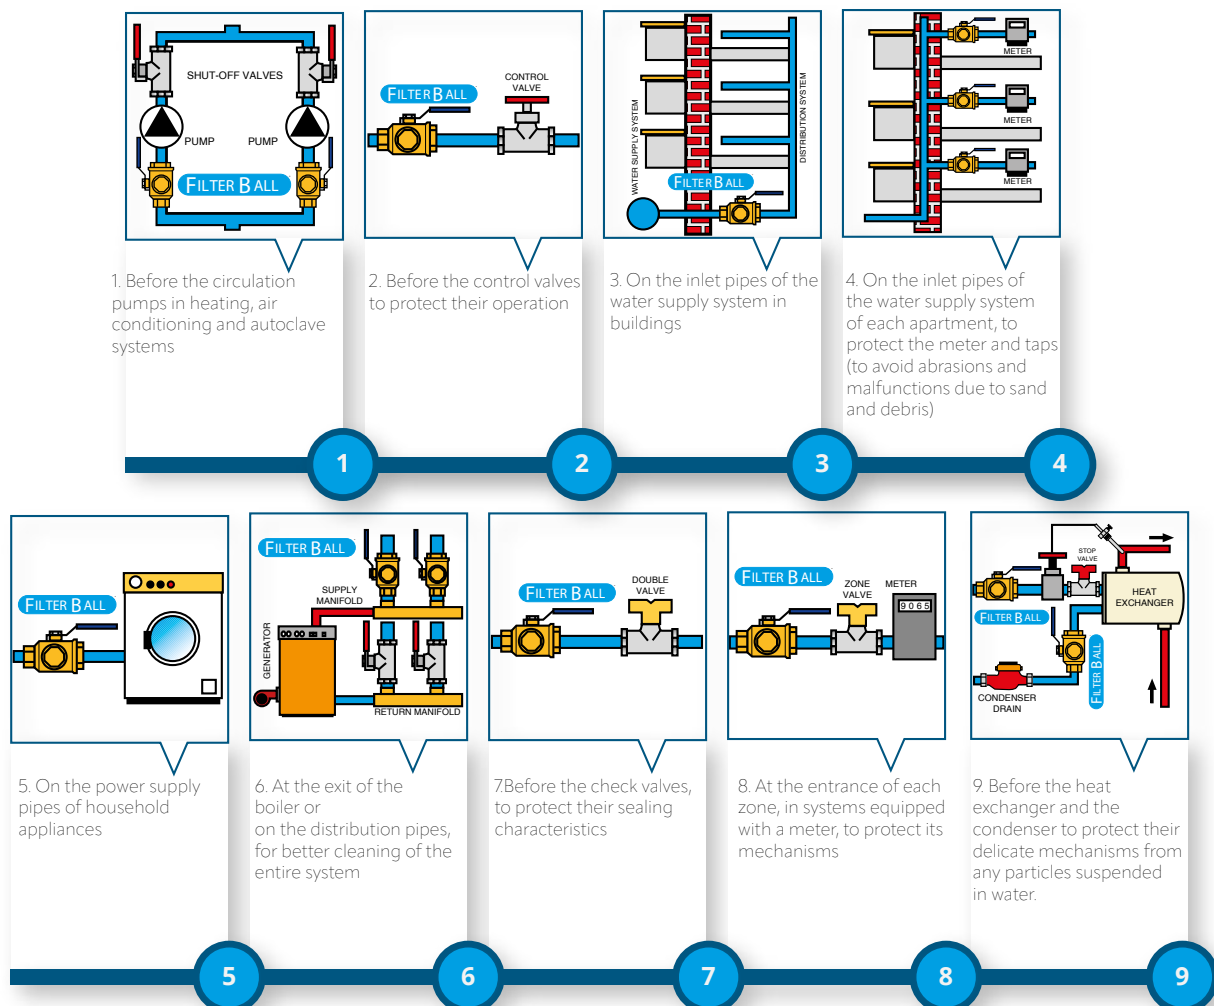 SHUT-OFF VALVES
PUMP
PUMP
FILTER BALL
1. Before the circulation
pumps in heating, air
conditioning and autoclave
systems
1
FILTER BALL
CONTROL
VALVE
2. Before the control valves
to protect their operation
2
WATER SUPPLY SYSTEM
DISTRIBUTION SYSTEM
FILTER BALL
3. On the inlet pipes of the
water supply system in
buildings
3
METER
METER
METER
4. On the inlet pipes of
the water supply system
of each apartment, to
protect the meter and taps
(to avoid abrasions and
malfunctions due to sand
and debris)
4
FILTER BALL
5. On the power supply
pipes of household
appliances
5
FILTER BALL
SUPPLY
MANIFOLD
GENERATOR
RETURN MANIFOLD
6. At the exit of the
boiler or
on the distribution pipes,
for better cleaning of the
entire system
6
FILTER BALL
DOUBLE
VALVE
7.Before the check valves,
to protect their sealing
characteristics
7
FILTER BALL
ZONE
VALVE
METER
9065
8. At the entrance of each
zone, in systems equipped
with a meter, to protect its
mechanisms
8
STOP
VALVE
HEAT
EXCHANGER
FILTER BALL
FILTER BALL
CONDENSER
DRAIN
9. Before the heat
exchanger and the
condenser to protect their
delicate mechanisms from
any particles suspended
in water.
9